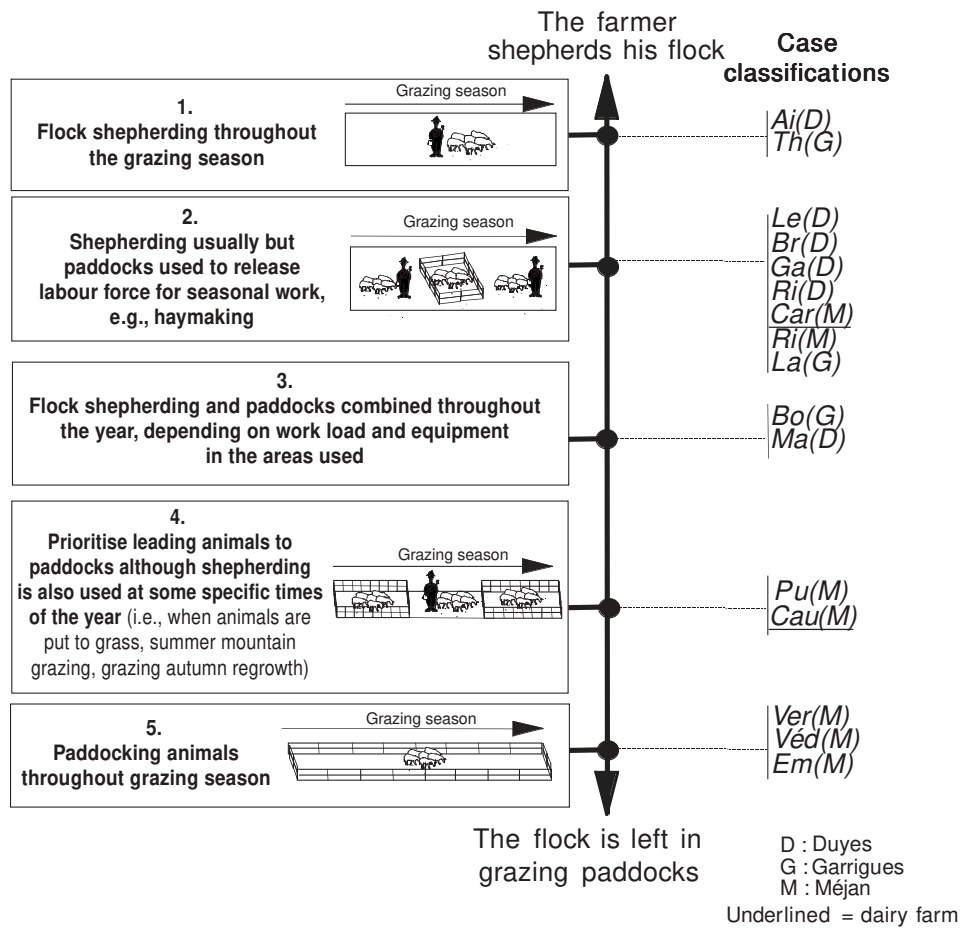 The farmer
shepherds his flock
Case
classifications
1.
Flock shepherding throughout
the grazing season
Grazing season
Ai(D)
Th(G)
2.
Shepherding usually but
paddocks used to release
labour force for seasonal work,
e.g., haymaking
Grazing season
Le(D)
Br(D)
Ga(D)
Ri(D)
Car(M)
Ri(M)
La(G)
3.
Flock shepherding and paddocks combined throughout
the year, depending on work load and equipment
in the areas used
Bo(G)
Ma(D)
4.
Prioritise leading animals to
paddocks although shepherding
is also used at some specific times
of the year (i.e., when animals are
put to grass, summer mountain
grazing, grazing autumn regrowth)
Grazing season
Pu(M)
Cau(M)
5.
Paddocking animals
throughout grazing season
Grazing season
Ver(M)
Véd(M)
Em(M)
The flock is left in
grazing paddocks
D : Duyes
G : Garrigues
M : Méjan
Underlined = dairy farm